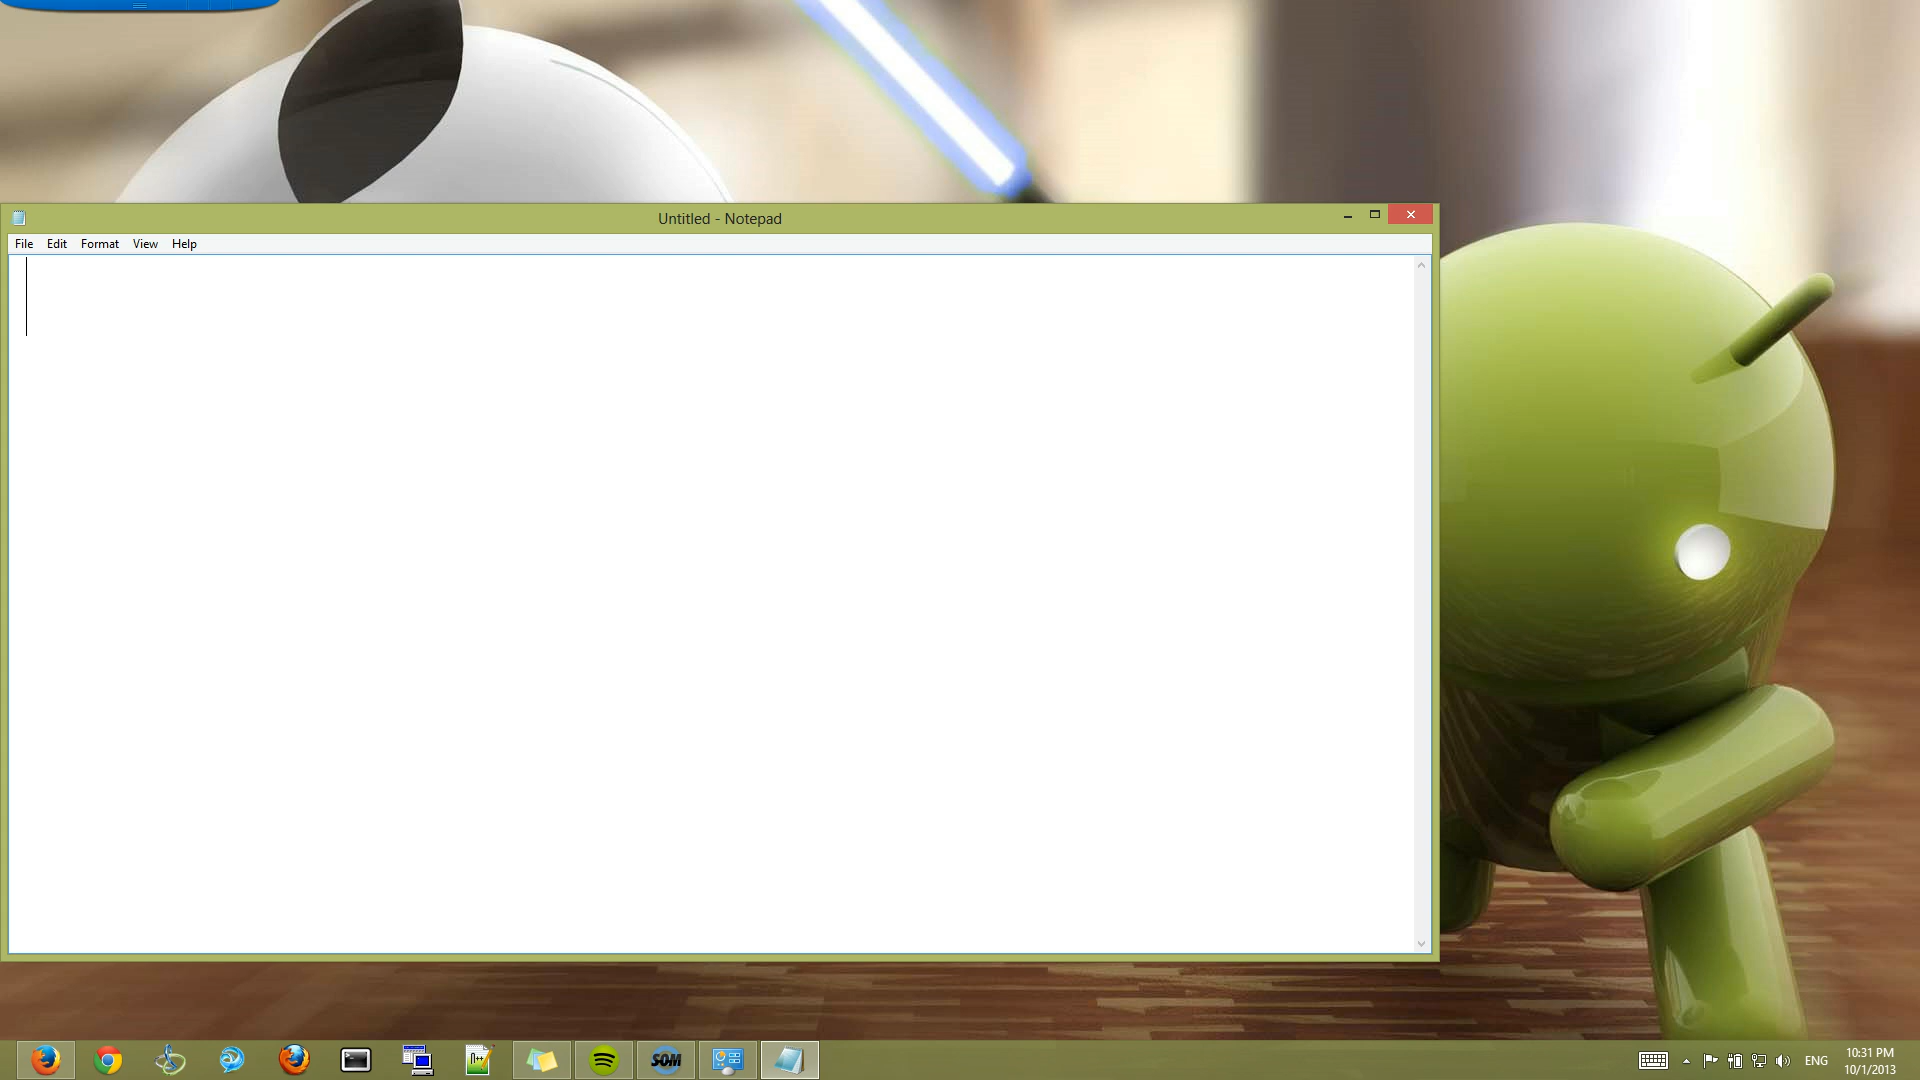 Untitled - Notepad
File Edit Format View Help
n++
SOM
ENG
10:31 PM
10/1/2013